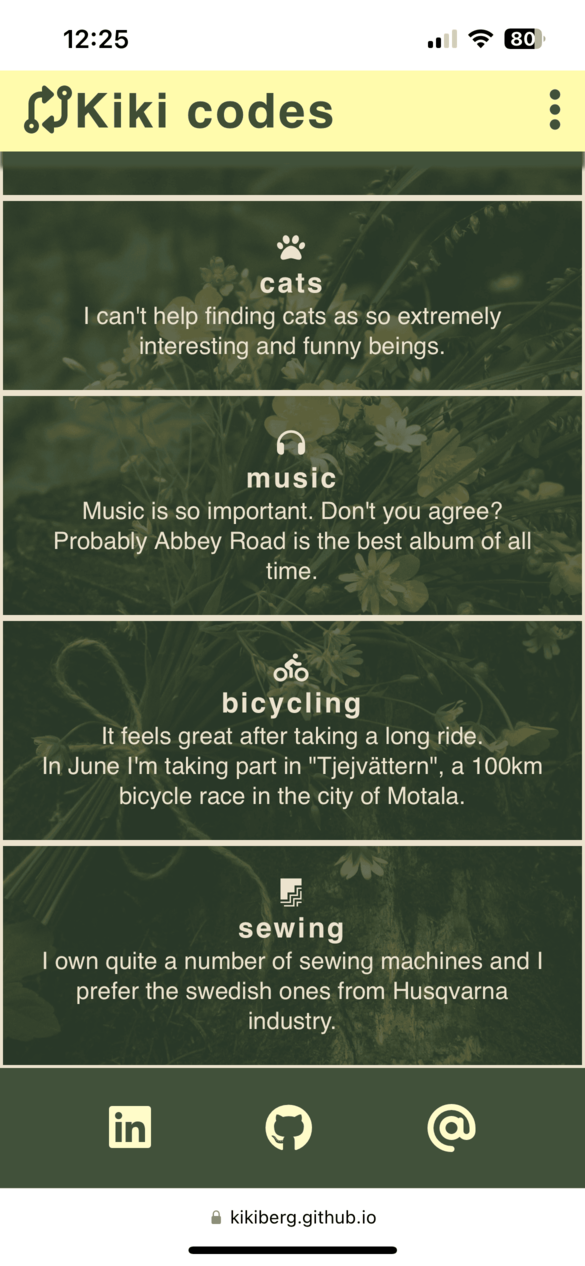 12:25
80
Kiki codes
cats
I can't help finding cats as so extremely
interesting and funny beings.
music
Music is so important. Don't you agree?
Probably Abbey Road is the best album of all
time.
bicycling
It feels great after taking a long ride.
In June I'm taking part in "Tjejvättern", a 100km
bicycle race in the city of Motala.
sewing
I own quite a number of sewing machines and I
prefer the swedish ones from Husqvarna
industry.
in
@
kikiberg.github.io